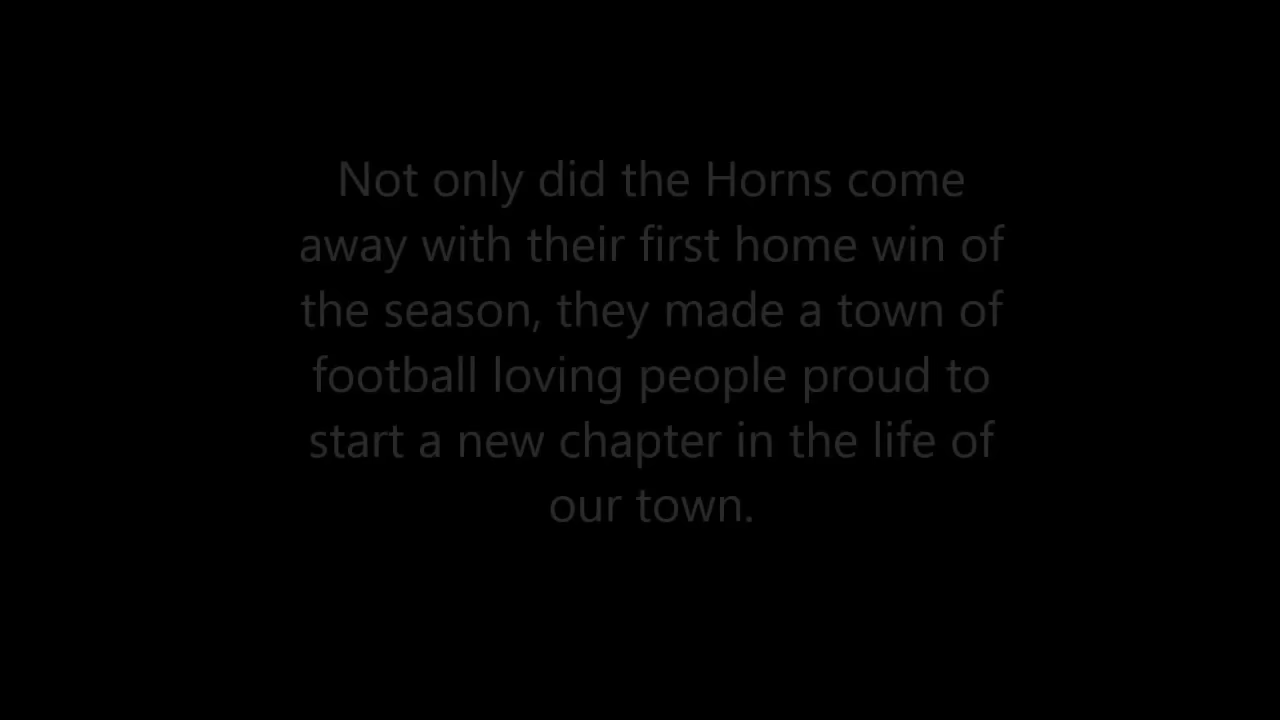 Not only did the Horns come
away with their first home win of
the season, they made a town of
football loving people proud to
start a new chapter in the life of
our town.